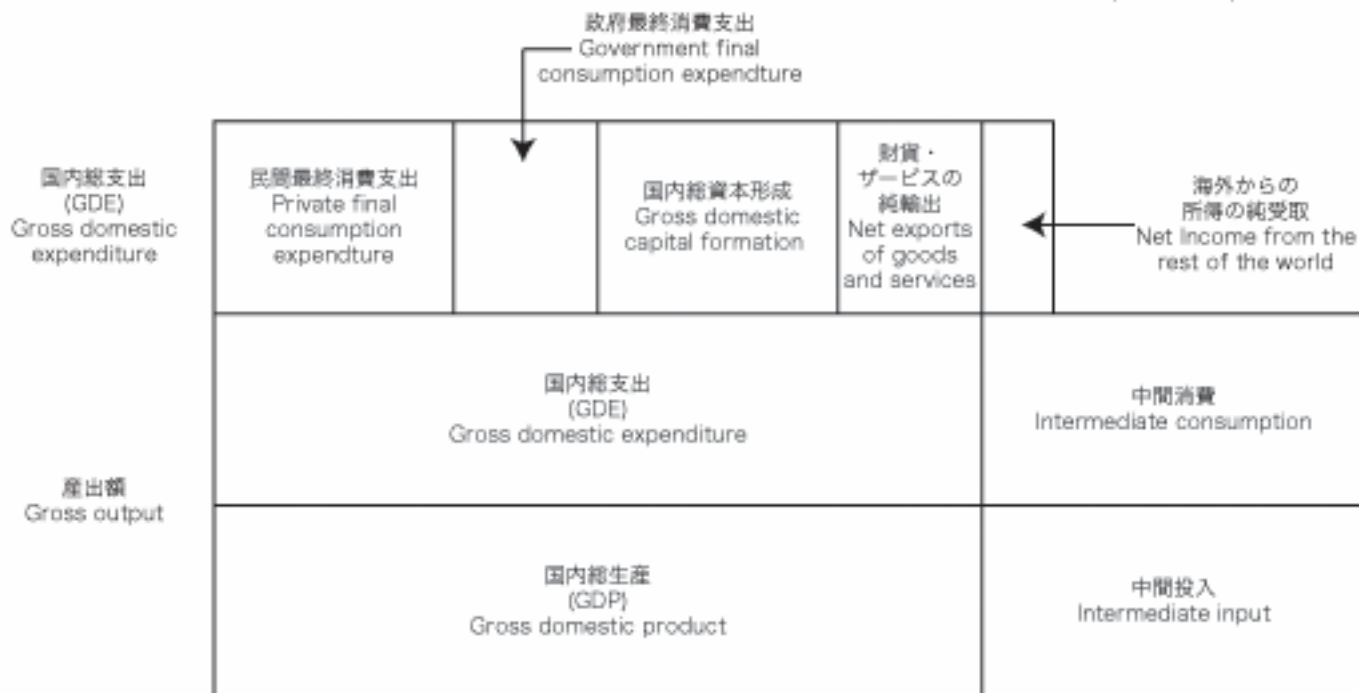 政府最終消費支出
Government final
consumption expendture
国内総支出
(GDE)
Gross domestic
expenditure
民間最終消費支出
Private final
consumption
expendture
国内総資本形成
Gross domestic
capital formation
財貨・
サービスの
純輸出
Net exports
of goods
and services
海外からの
所得の純受取
Net Income from the
rest of the world
国内総支出
(GDE)
Gross domestic expenditure
中間消費
Intermediate consumption
産出額
Gross output
国内総生産
(GDP)
Gross domestic product
中間投入
Intermediate input